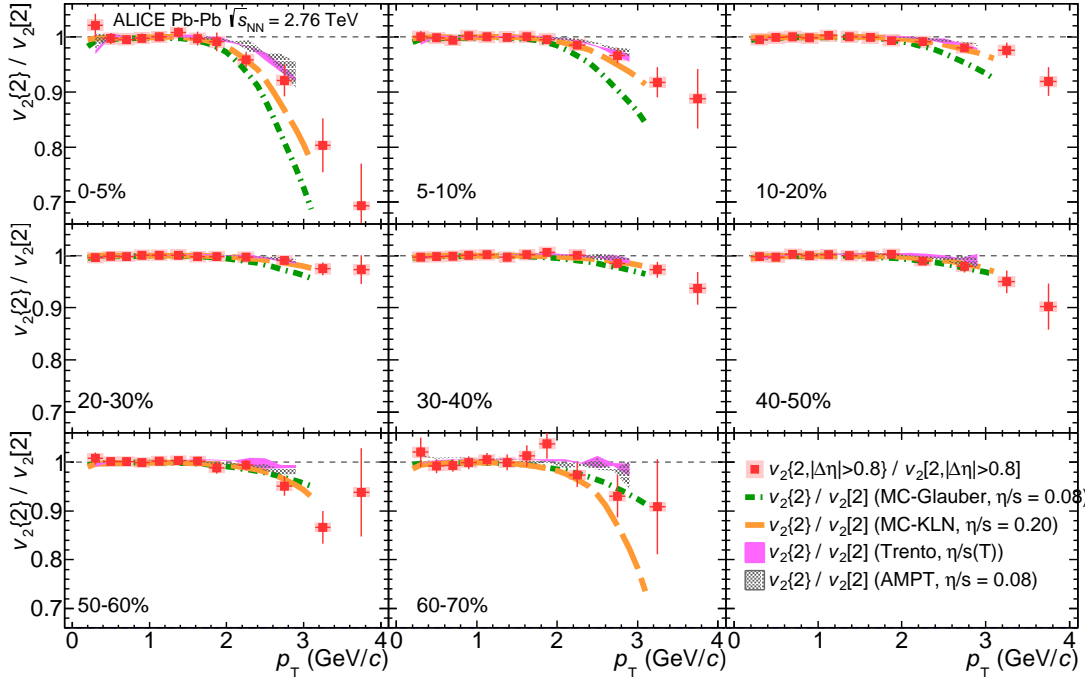 ALICE Pb-Pb √s_NN = 2.76 TeV
v₂{2} / v₂[2]
1
0.9
0.8
0.7
0-5%
5-10%
10-20%
v₂{2} / v₂[2]
1
0.9
0.8
0.7
20-30%
30-40%
40-50%
v₂{2} / v₂[2]
1
0.9
0.8
0.7
50-60%
60-70%
v₂{2,|Δη|>0.8} / v₂[2,|Δη|>0.8]
v₂{2} / v₂[2] (MC-Glauber, η/s = 0.08)
v₂{2} / v₂[2] (MC-KLN, η/s = 0.20)
v₂{2} / v₂[2] (Trento, η/s(T))
v₂{2} / v₂[2] (AMPT, η/s = 0.08)
0 1 2 3 4 0 1 2 3 4 0 1 2 3 4
p_T (GeV/c) p_T (GeV/c) p_T (GeV/c)